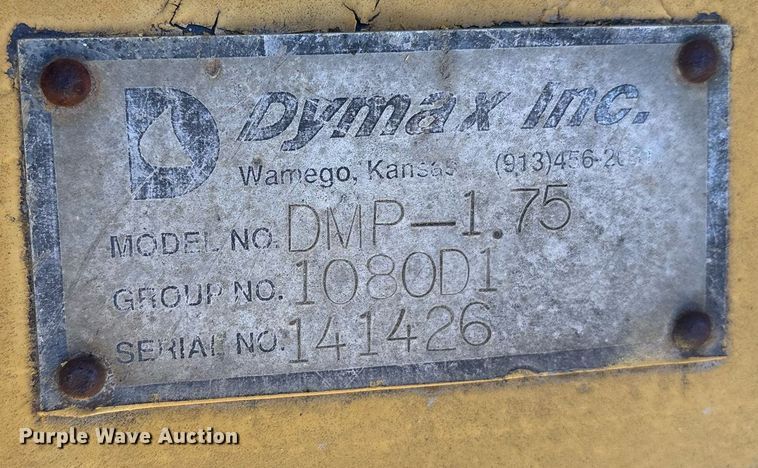 Dymax Inc.
Wamego, Kansas
MODEL NO. DMP-1.75
GROUP NO. 1080D1
SERIAL NO. 141426
Purple Wave Auction